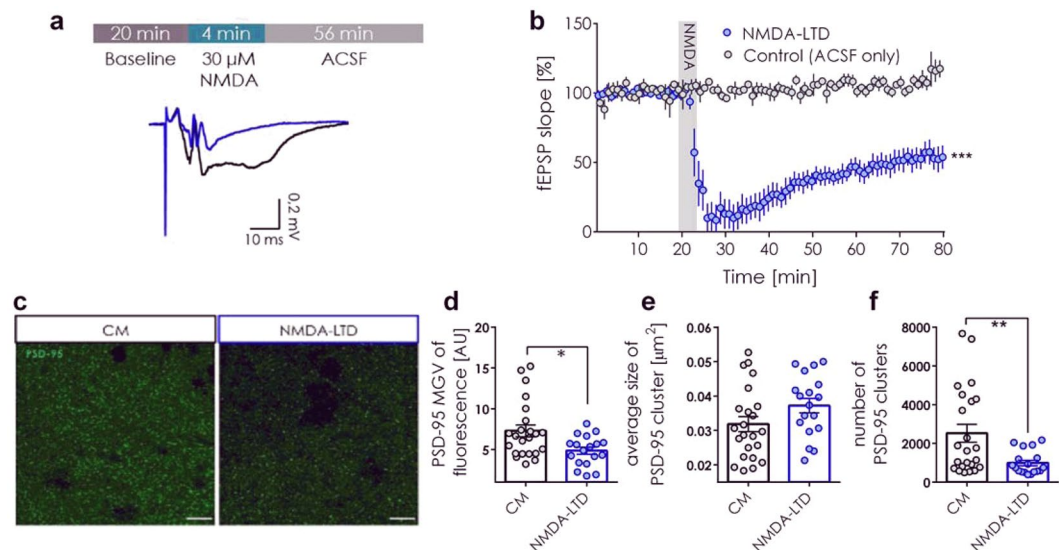 a
20 min 4 min 56 min
Baseline 30 µM ACSF
NMDA
0.2 mV
10 ms
b
NMDA-LTD
Control (ACSF only)
NMDA
fEPSP slope [%]
150
100
50
0
10 20 30 40 50 60 70 80
Time [min]
***
c
CM NMDA-LTD
PSD-95
d
PSD-95 MGV of
fluorescence [AU]
20
15
10
5
*
CM NMDA-LTD
e
average size of
PSD-95 cluster [µm²]
0.06
0.05
0.04
0.03
0.02
CM NMDA-LTD
f
number of
PSD-95 clusters
8000
6000
4000
2000
0
**
CM NMDA-LTD